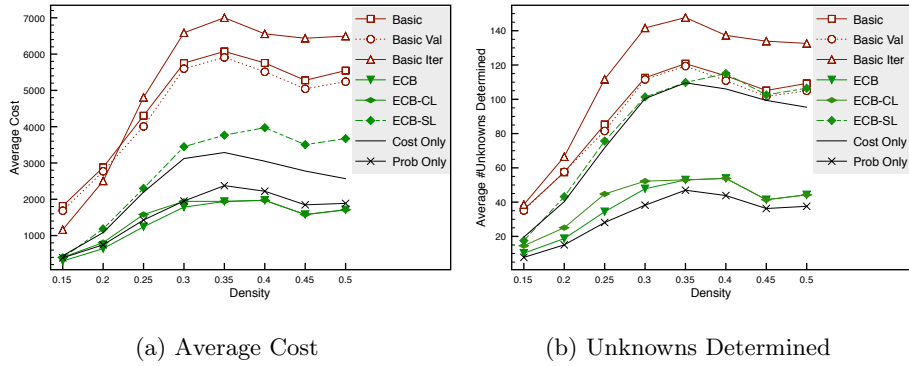 7000
6000
5000
4000
3000
2000
1000
Average Cost
0.15 0.2 0.25 0.3 0.35 0.4 0.45 0.5
Density
Basic
Basic Val
Basic Iter
ECB
ECB-CL
ECB-SL
Cost Only
Prob Only
140
120
100
80
60
40
20
Average #Unknowns Determined
0.15 0.2 0.25 0.3 0.35 0.4 0.45 0.5
Density
Basic
Basic Val
Basic Iter
ECB
ECB-CL
ECB-SL
Cost Only
Prob Only
(a) Average Cost
(b) Unknowns Determined